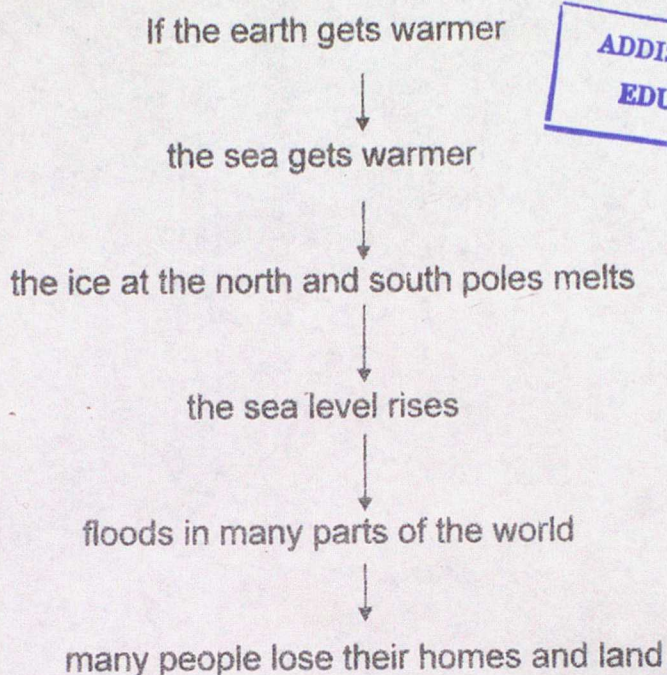 If the earth gets warmer
the sea gets warmer
the ice at the north and south poles melts
the sea level rises
floods in many parts of the world
many people lose their homes and land